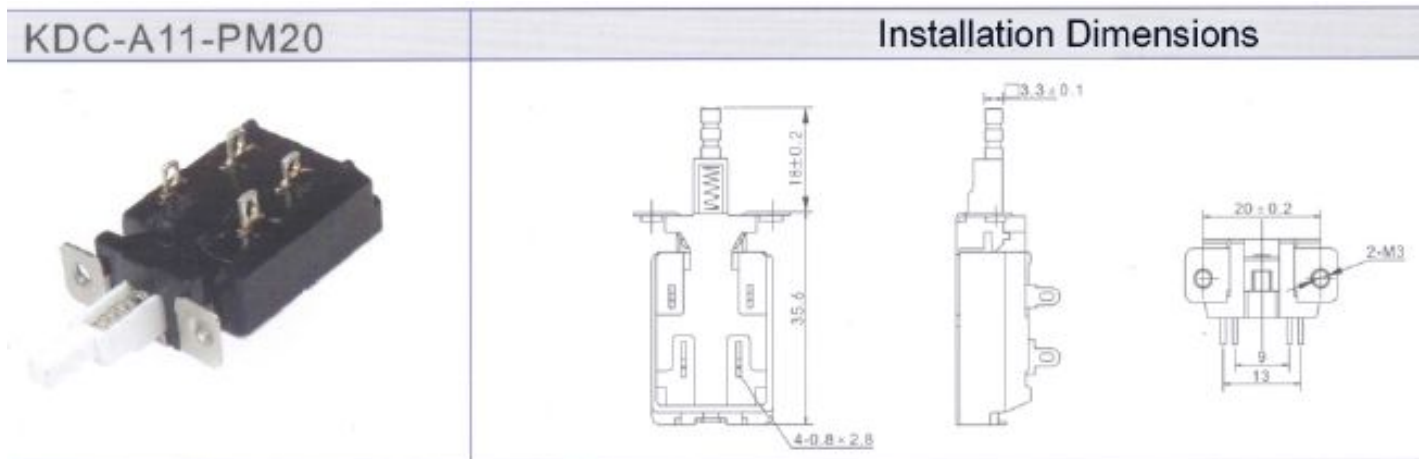 KDC-A11-PM20
Installation Dimensions
□3.3±0.1
18±0.2
35.6
4-0.8×2.8
20±0.2
2-M3
9
13